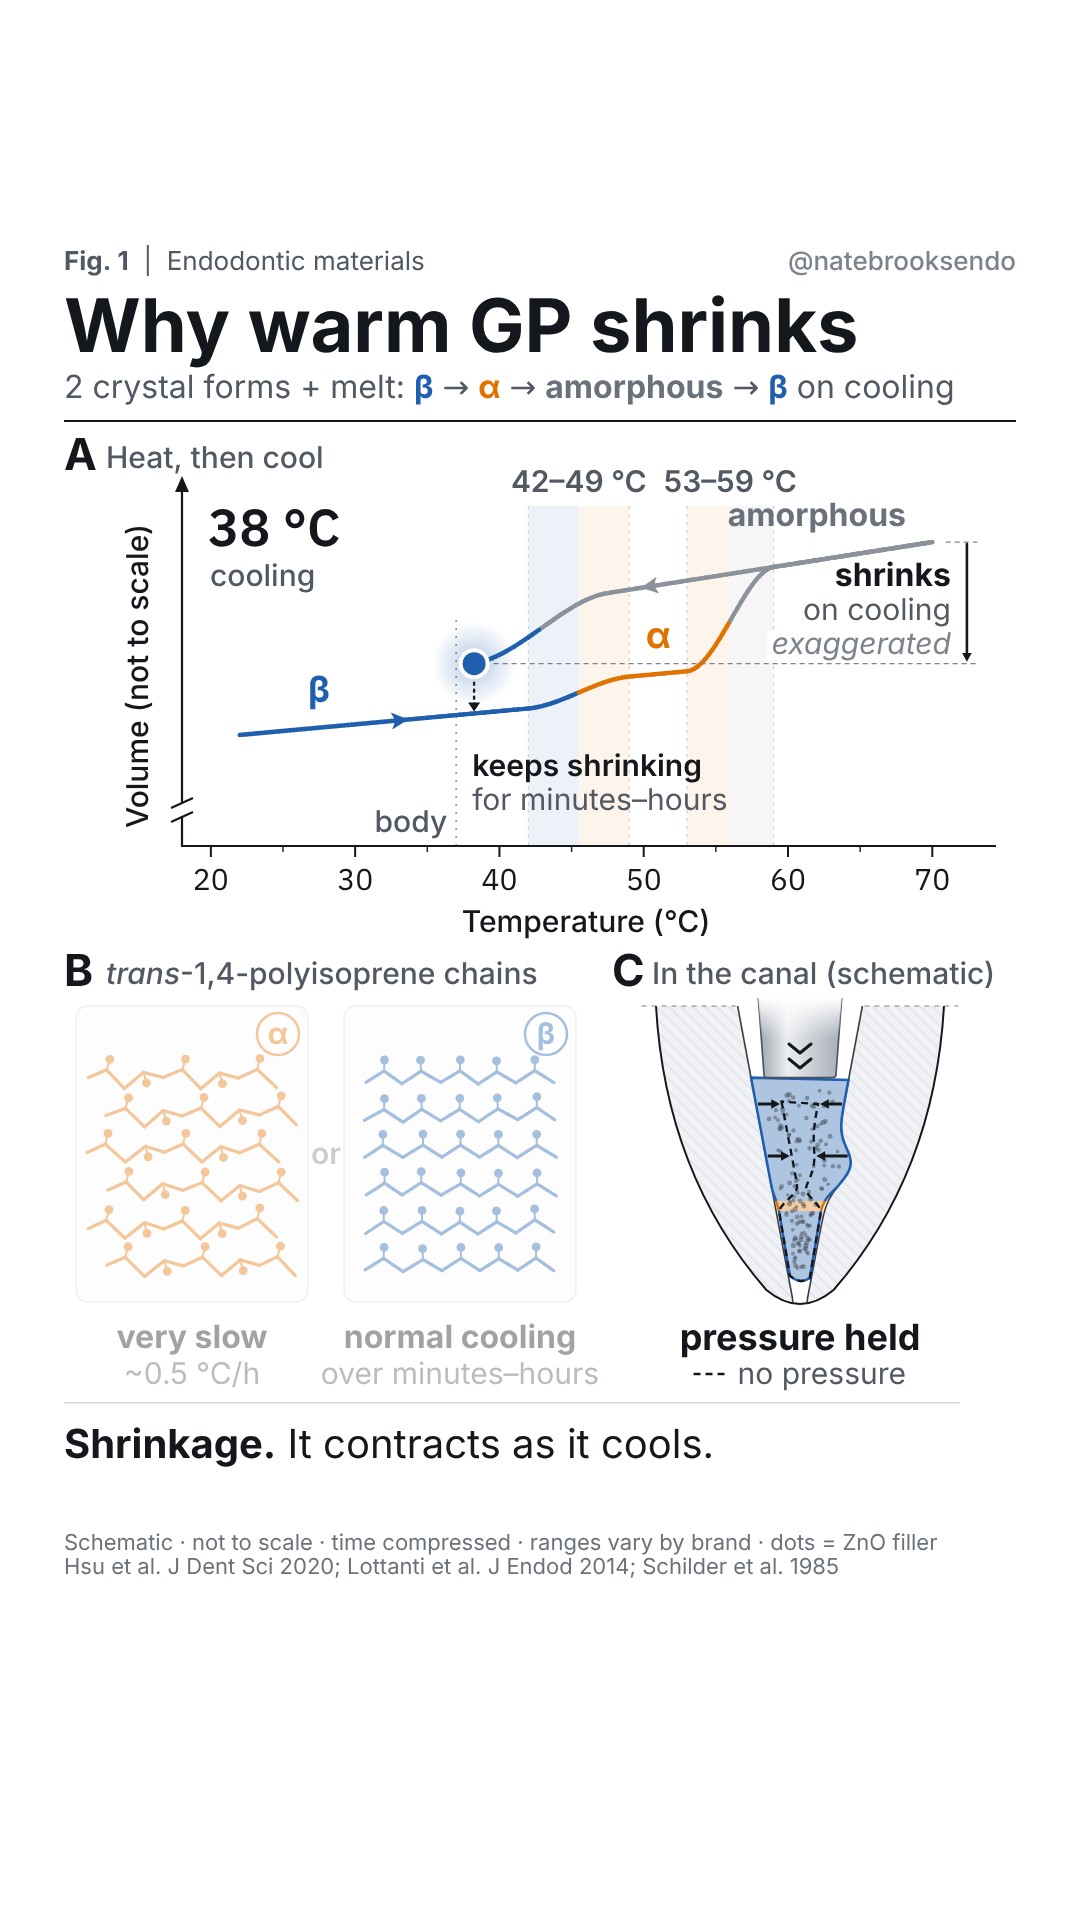 Fig. 1 | Endodontic materials
@natebrooksendo
Why warm GP shrinks
2 crystal forms + melt: β → α → amorphous → β on cooling
A Heat, then cool
42–49 °C 53–59 °C
amorphous
38 °C
cooling
shrinks
on cooling
exaggerated
α
β
keeps shrinking
for minutes–hours
body
Volume (not to scale)
20 30 40 50 60 70
Temperature (°C)
B trans-1,4-polyisoprene chains
C In the canal (schematic)
α
β
or
very slow
~0.5 °C/h
normal cooling
over minutes–hours
pressure held
--- no pressure
Shrinkage. It contracts as it cools.
Schematic · not to scale · time compressed · ranges vary by brand · dots = ZnO filler
Hsu et al. J Dent Sci 2020; Lottanti et al. J Endod 2014; Schilder et al. 1985